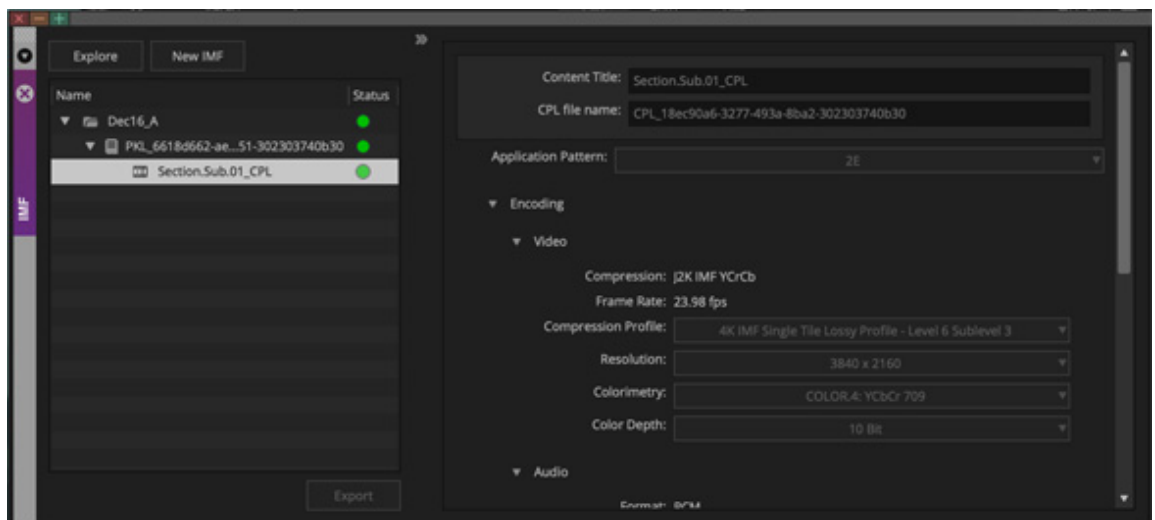 Explore New IMF
IMF
Name Status
Dec16_A
PKL_6618d662-ae...51-302303740b30
Section.Sub.01_CPL
Export
Content Title: Section.Sub.01_CPL
CPL file name: CPL_18ec90a6-3277-493a-8ba2-302303740b30
Application Pattern: 2E
Encoding
Video
Compression: J2K IMF YCrCb
Frame Rate: 23.98 fps
Compression Profile: 4K IMF Single Tile Lossy Profile - Level 6 Sublevel 3
Resolution: 3840 x 2160
Colorimetry: COLOR.4: YCbCr 709
Color Depth: 10 Bit
Audio
Format: PCM